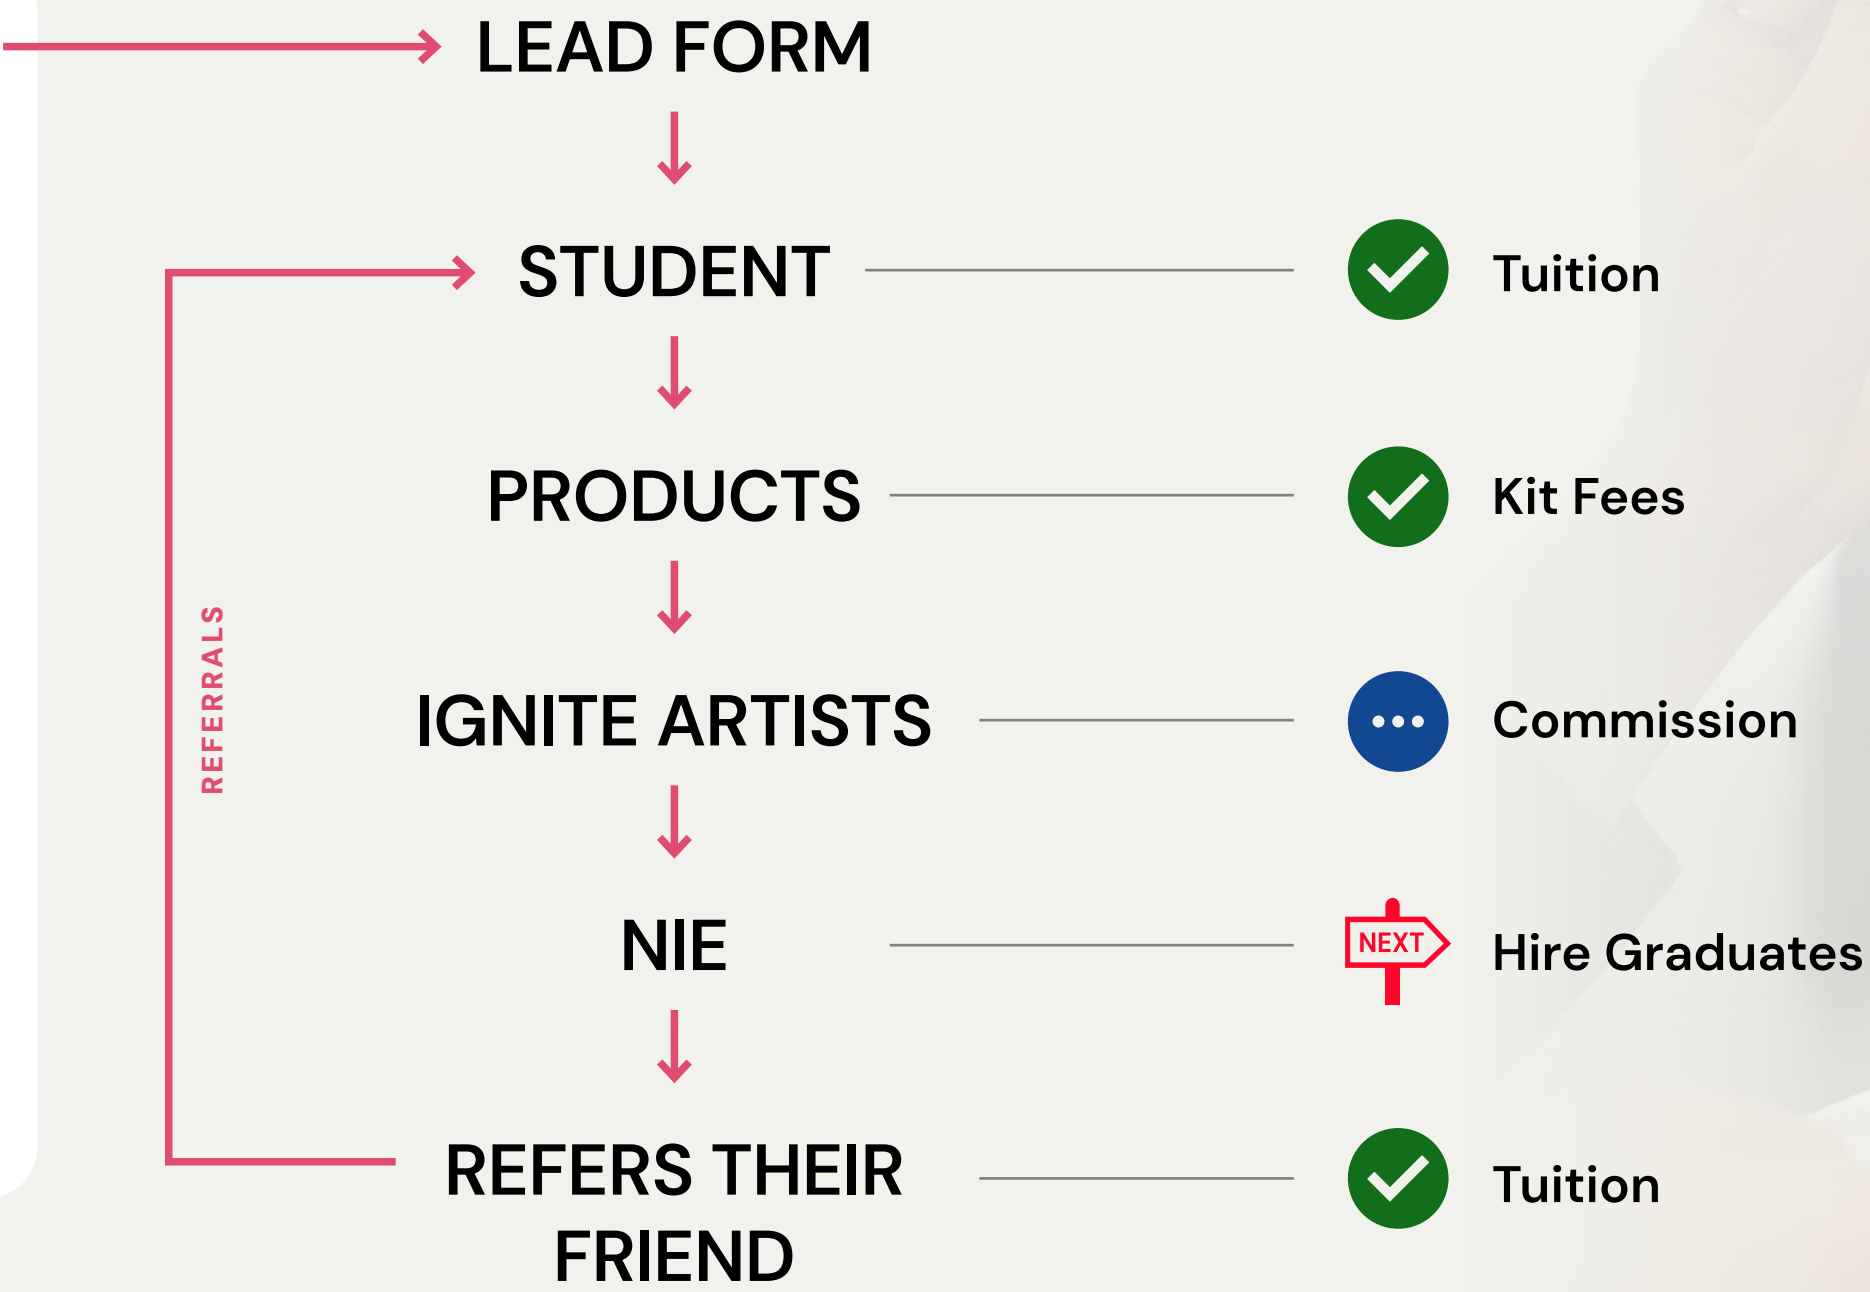 LEAD FORM
STUDENT
Tuition
PRODUCTS
Kit Fees
REFERRALS
IGNITE ARTISTS
Commission
NIE
NEXT
Hire Graduates
REFERS THEIR
FRIEND
Tuition